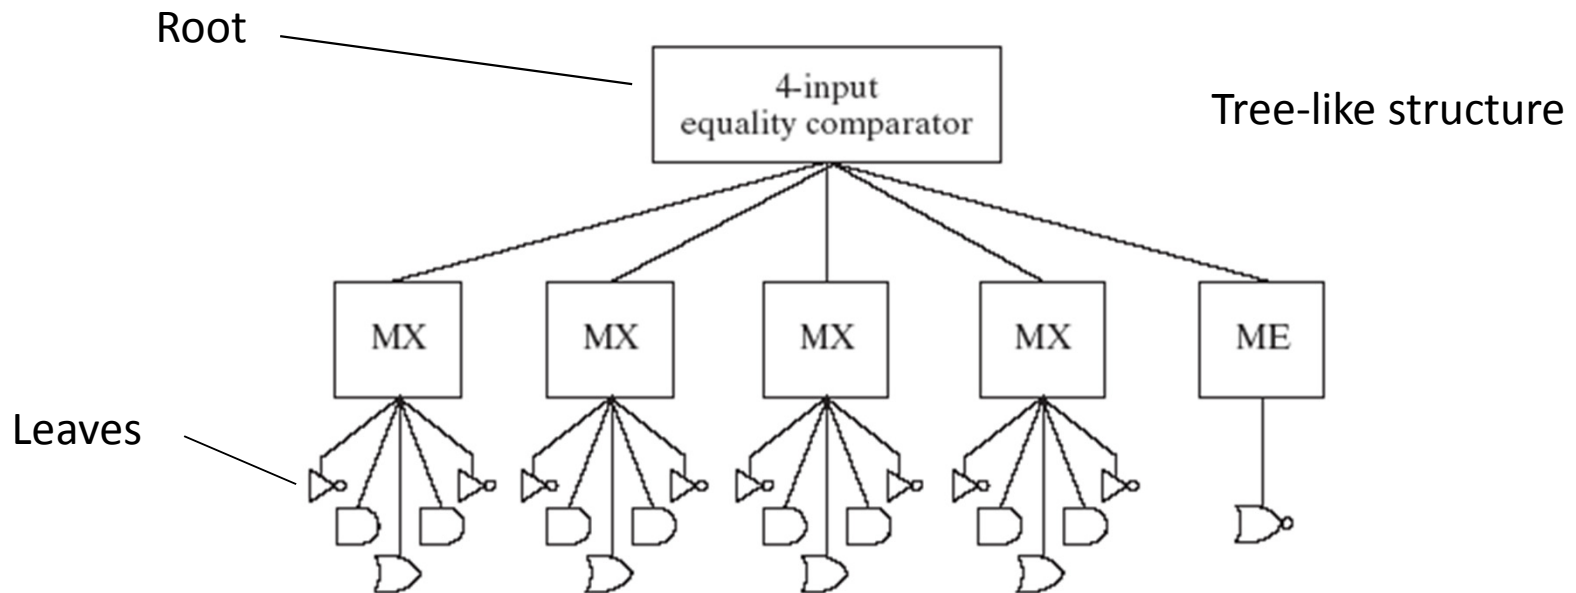 Root
4-input
equality comparator
Tree-like structure
MX
MX
MX
MX
ME
Leaves